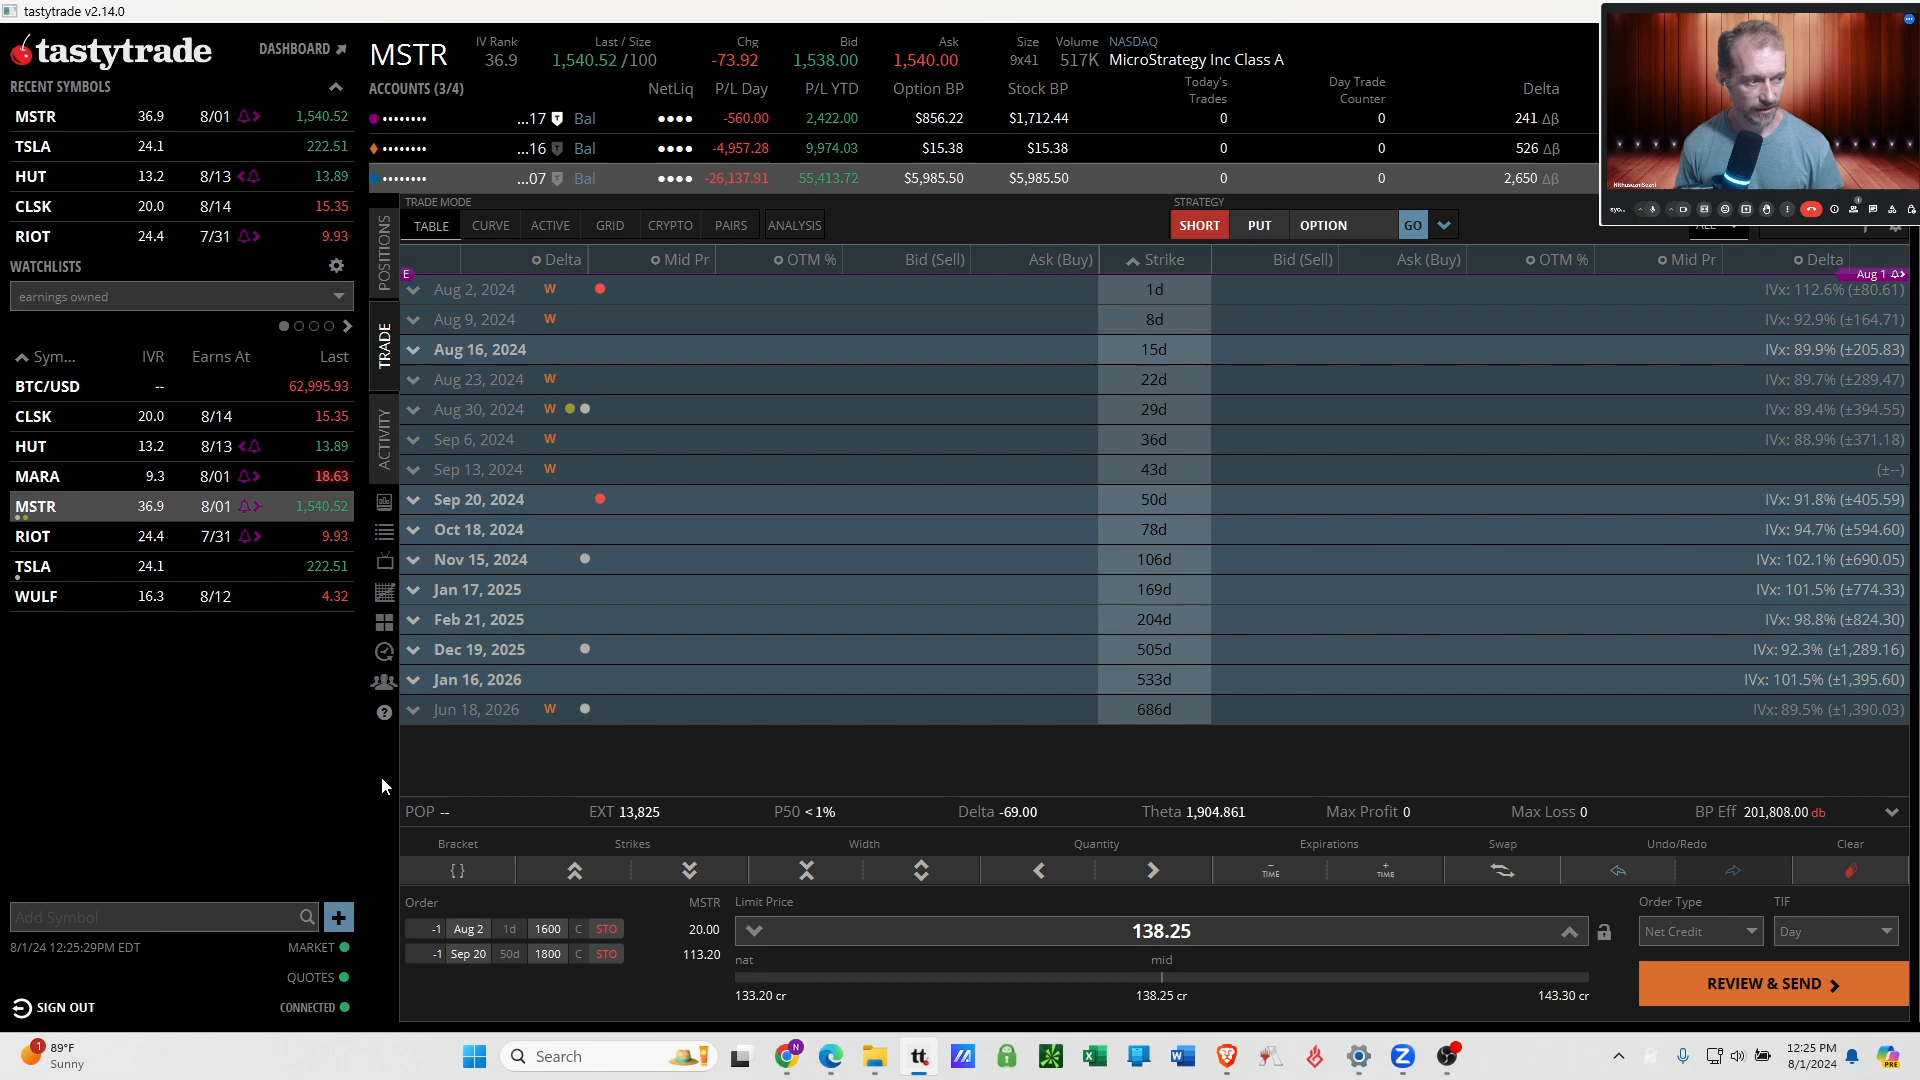 tastytrade v2.14.0
tastytrade DASHBOARD
RECENT SYMBOLS
MSTR 36.9 8/01 1,540.52
TSLA 24.1 222.51
HUT 13.2 8/13 13.89
CLSK 20.0 8/14 15.35
RIOT 24.4 7/31 9.93
WATCHLISTS
earnings owned
Sym... IVR Earns At Last
BTC/USD -- 62,995.93
CLSK 20.0 8/14 15.35
HUT 13.2 8/13 13.89
MARA 9.3 8/01 18.63
MSTR 36.9 8/01 1,540.52
RIOT 24.4 7/31 9.93
TSLA 24.1 222.51
WULF 16.3 8/12 4.32
Add Symbol
8/1/24 12:25:29PM EDT MARKET
QUOTES
SIGN OUT CONNECTED
MSTR IV Rank Last / Size Chg Bid Ask Size Volume NASDAQ
36.9 1,540.52 /100 -73.92 1,538.00 1,540.00 9x41 517K MicroStrategy Inc Class A
ACCOUNTS (3/4) NetLiq P/L Day P/L YTD Option BP Stock BP Today's Trades Day Trade Counter Delta
...17 Bal -560.00 2,422.00 $856.22 $1,712.44 0 0 241 Δβ
...16 Bal -4,957.28 9,974.03 $15.38 $15.38 0 0 526 Δβ
...07 Bal -26,137.91 55,413.72 $5,985.50 $5,985.50 0 0 2,650 Δβ
POSITIONS
TRADE
ACTIVITY
TRADE MODE STRATEGY
TABLE CURVE ACTIVE GRID CRYPTO PAIRS ANALYSIS SHORT PUT OPTION GO
Delta Mid Pr OTM % Bid (Sell) Ask (Buy) Strike Bid (Sell) Ask (Buy) OTM % Mid Pr Delta
E Aug 1
Aug 2, 2024 W 1d IVx: 112.6% (±80.61)
Aug 9, 2024 W 8d IVx: 92.9% (±164.71)
Aug 16, 2024 15d IVx: 89.9% (±205.83)
Aug 23, 2024 W 22d IVx: 89.7% (±289.47)
Aug 30, 2024 W 29d IVx: 89.4% (±394.55)
Sep 6, 2024 W 36d IVx: 88.9% (±371.18)
Sep 13, 2024 W 43d (±--)
Sep 20, 2024 50d IVx: 91.8% (±405.59)
Oct 18, 2024 78d IVx: 94.7% (±594.60)
Nov 15, 2024 106d IVx: 102.1% (±690.05)
Jan 17, 2025 169d IVx: 101.5% (±774.33)
Feb 21, 2025 204d IVx: 98.8% (±824.30)
Dec 19, 2025 505d IVx: 92.3% (±1,289.16)
Jan 16, 2026 533d IVx: 101.5% (±1,395.60)
Jun 18, 2026 W 686d IVx: 89.5% (±1,390.03)
POP -- EXT 13,825 P50 <1% Delta -69.00 Theta 1,904.861 Max Profit 0 Max Loss 0 BP Eff 201,808.00 db
Bracket Strikes Width Quantity Expirations Swap Undo/Redo Clear
{ } − TIME + TIME
Order MSTR Limit Price Order Type TIF
-1 Aug 2 1d 1600 C STO 20.00 138.25 Net Credit Day
-1 Sep 20 50d 1800 C STO 113.20 nat mid
133.20 cr 138.25 cr 143.30 cr
REVIEW & SEND
1 89°F
Sunny
Search
N
tt
12:25 PM
8/1/2024
PRE